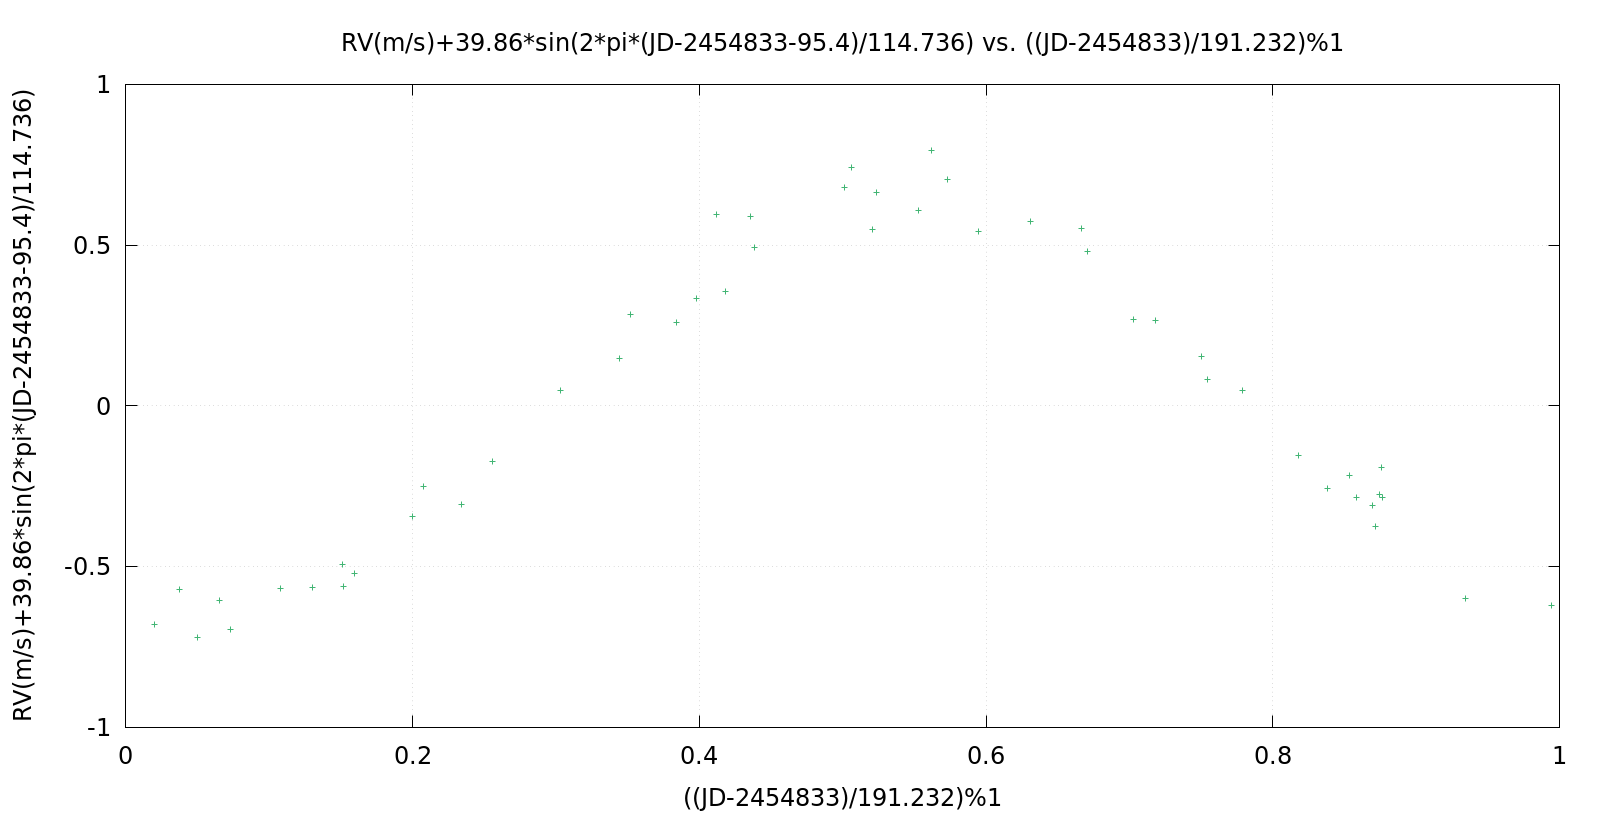 RV(m/s)+39.86*sin(2*pi*(JD-2454833-95.4)/114.736) vs. ((JD-2454833)/191.232)%1
RV(m/s)+39.86*sin(2*pi*(JD-2454833-95.4)/114.736)
1
0.5
0
-0.5
-1
0 0.2 0.4 0.6 0.8 1
((JD-2454833)/191.232)%1